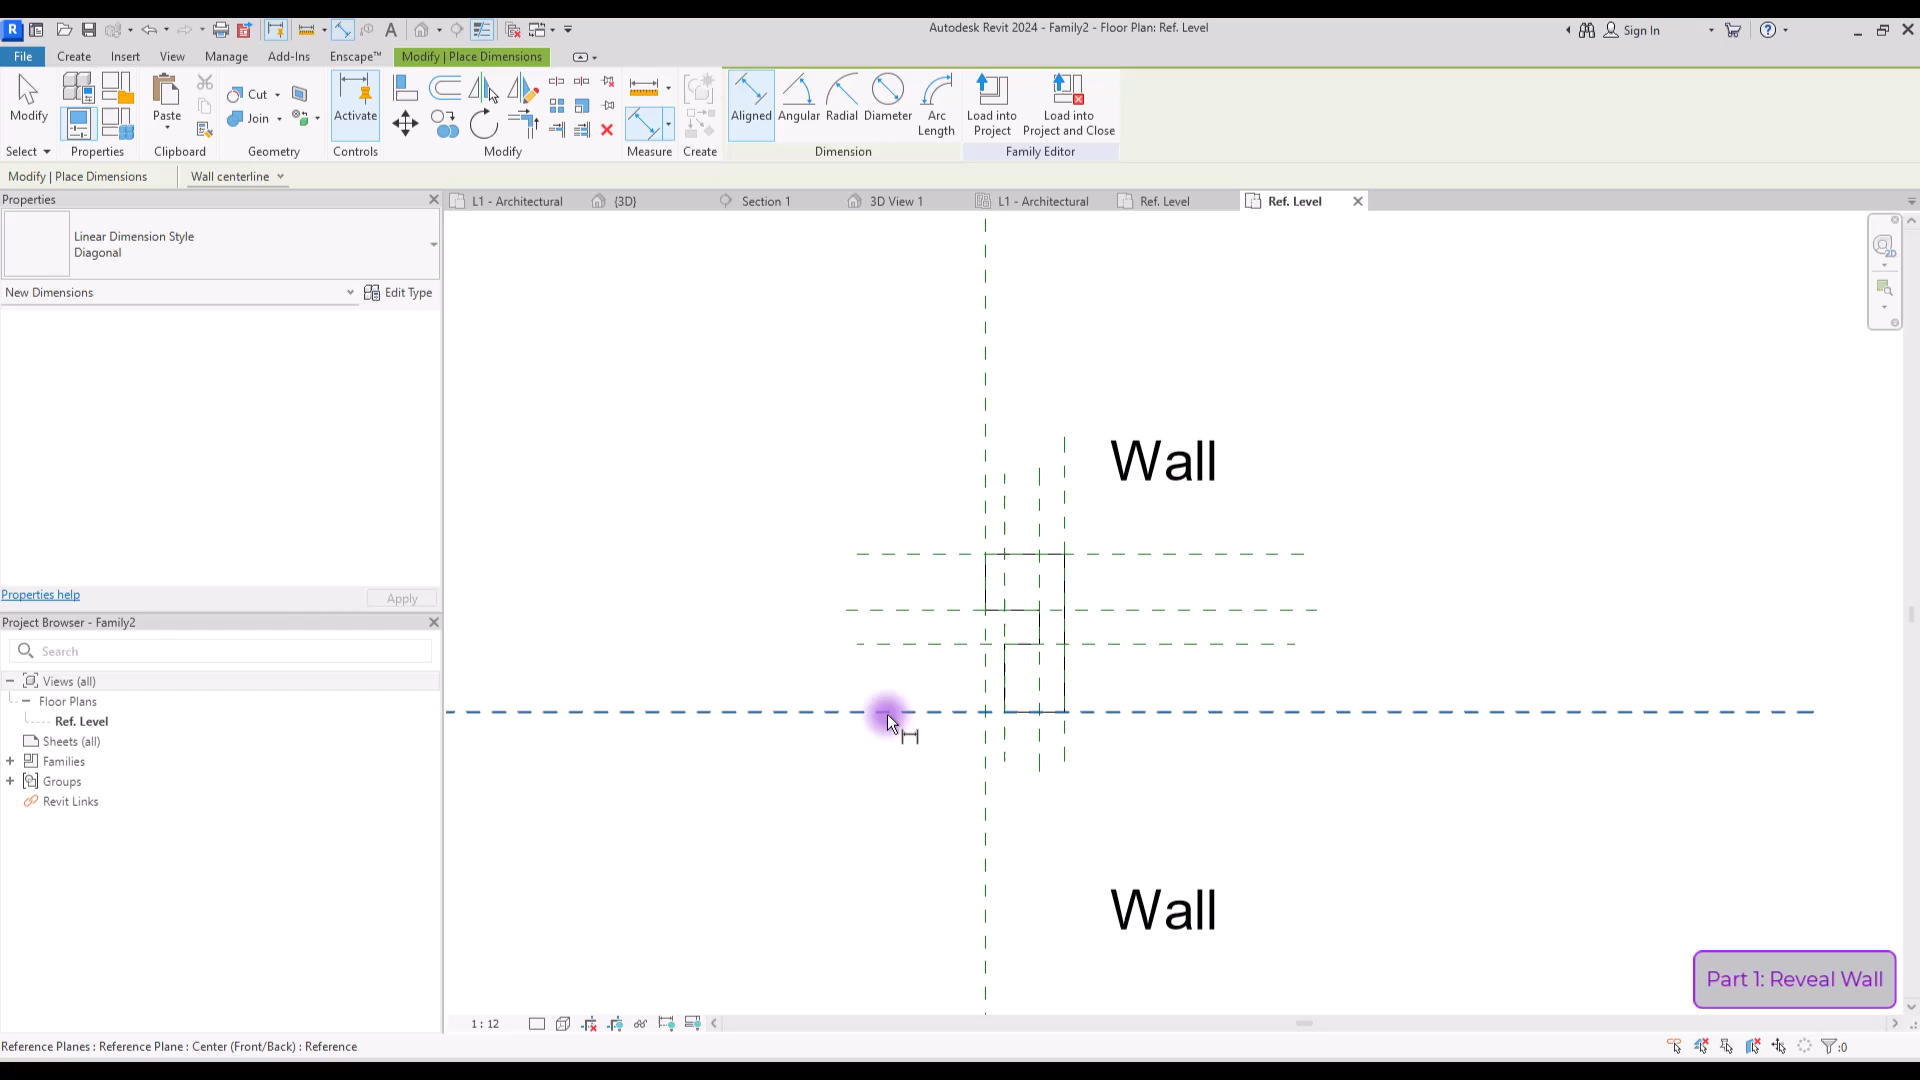 R
A
Autodesk Revit 2024 - Family2 - Floor Plan: Ref. Level
Sign In
File
Create
Insert
View
Manage
Add-Ins
Enscape™
Modify | Place Dimensions
Modify
Paste
Cut
Join
Activate
Aligned
Angular
Radial
Diameter
Arc
Length
Load into
Project
Load into
Project and Close
Select
Properties
Clipboard
Geometry
Controls
Modify
Measure
Create
Dimension
Family Editor
Modify | Place Dimensions
Wall centerline
Properties
L1 - Architectural
{3D}
Section 1
3D View 1
L1 - Architectural
Ref. Level
Ref. Level
Linear Dimension Style
Diagonal
New Dimensions
Edit Type
2D
Wall
Properties help
Apply
Project Browser - Family2
Search
Views (all)
Floor Plans
Ref. Level
Sheets (all)
Families
Groups
Revit Links
Wall
Part 1: Reveal Wall
1 : 12
Reference Planes : Reference Plane : Center (Front/Back) : Reference
:0